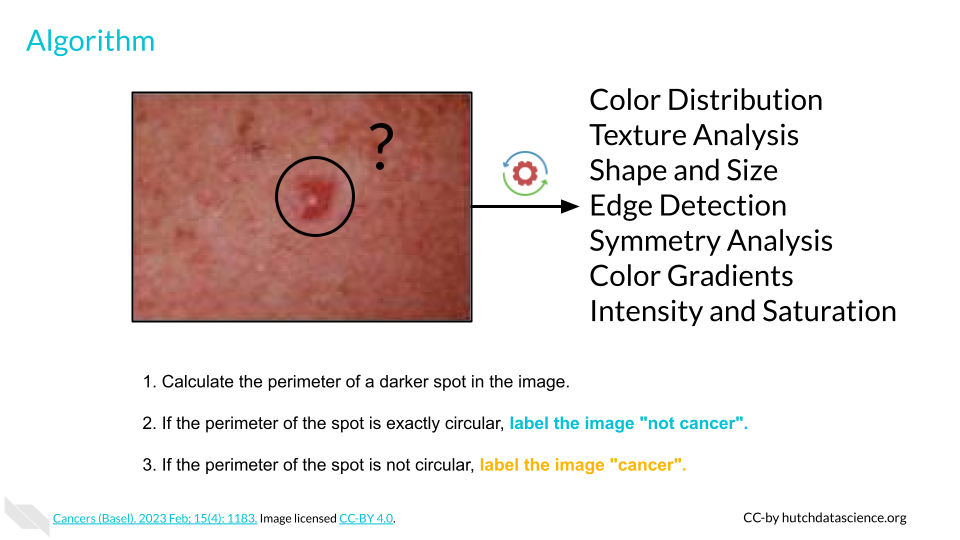 Algorithm
?
Color Distribution
Texture Analysis
Shape and Size
Edge Detection
Symmetry Analysis
Color Gradients
Intensity and Saturation
1. Calculate the perimeter of a darker spot in the image.
2. If the perimeter of the spot is exactly circular, label the image "not cancer".
3. If the perimeter of the spot is not circular, label the image "cancer".
Cancers (Basel). 2023 Feb; 15(4): 1183. Image licensed CC-BY 4.0.
CC-by hutchdatascience.org